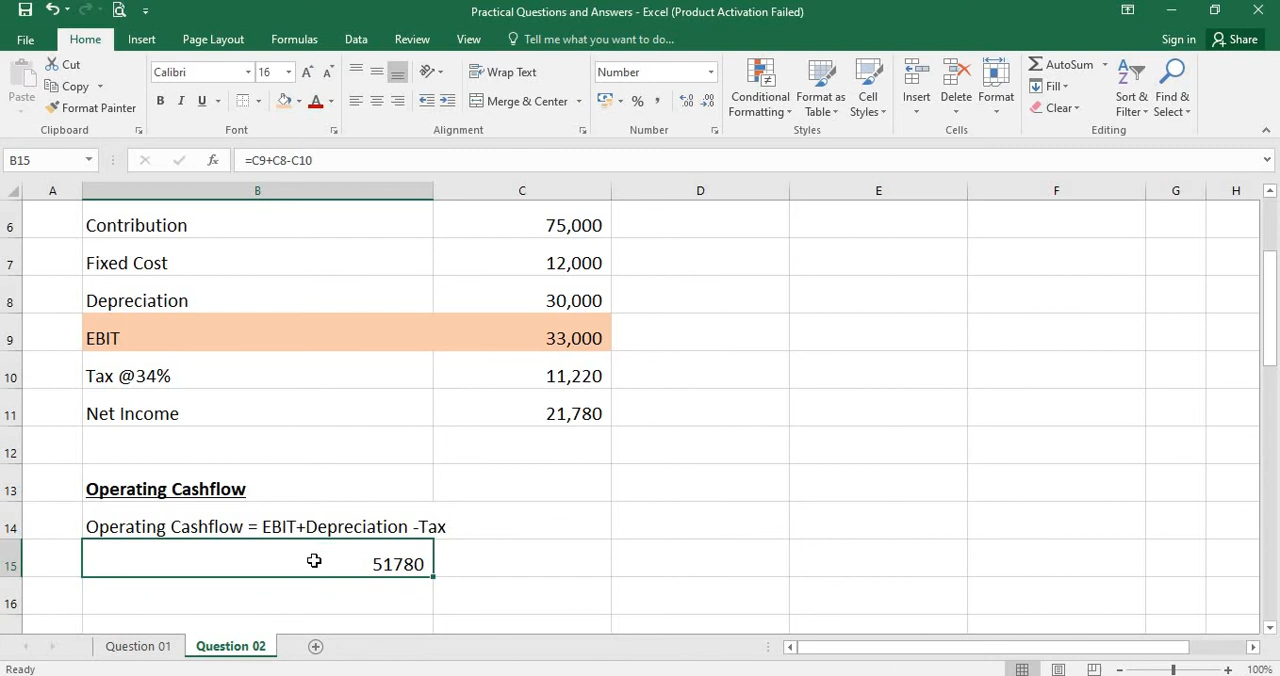 Practical Questions and Answers - Excel (Product Activation Failed)
File Home Insert Page Layout Formulas Data Review View Tell me what you want to do... Sign in Share
Paste Cut Copy Format Painter Clipboard
Calibri 16 A A B I U A Font
Wrap Text Merge & Center Alignment
Number % , Number
Conditional Formatting Format as Table Cell Styles Styles
Insert Delete Format Cells
AutoSum Fill Clear Sort & Filter Find & Select Editing
B15 fx =C9+C8-C10
A B C D E F G H
6 Contribution 75,000
7 Fixed Cost 12,000
8 Depreciation 30,000
9 EBIT 33,000
10 Tax @34% 11,220
11 Net Income 21,780
12
13 Operating Cashflow
14 Operating Cashflow = EBIT+Depreciation -Tax
15 51780
16
Question 01 Question 02
Ready 100%